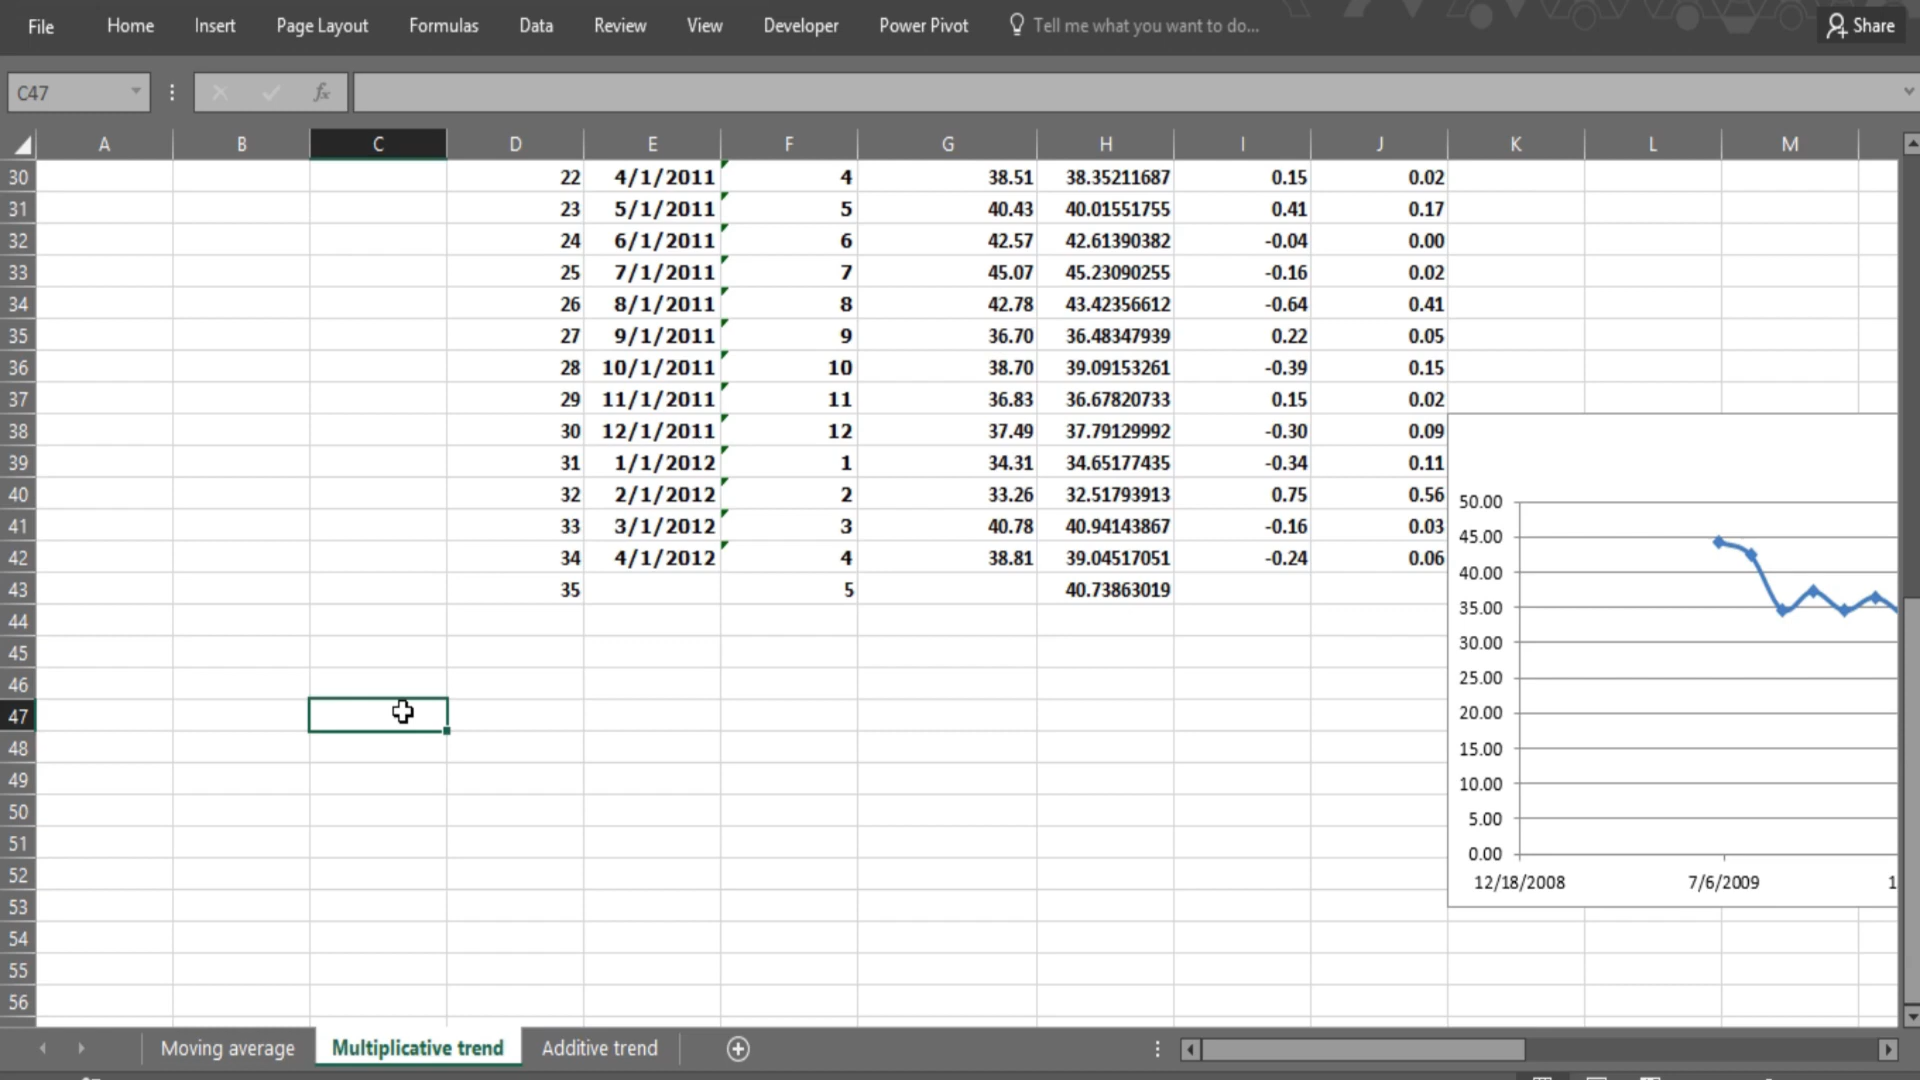 File Home Insert Page Layout Formulas Data Review View Developer Power Pivot Tell me what you want to do... Share
C47 fx
A B C D E F G H I J K L M
30 22 4/1/2011 4 38.51 38.35211687 0.15 0.02
31 23 5/1/2011 5 40.43 40.01551755 0.41 0.17
32 24 6/1/2011 6 42.57 42.61390382 -0.04 0.00
33 25 7/1/2011 7 45.07 45.23090255 -0.16 0.02
34 26 8/1/2011 8 42.78 43.42356612 -0.64 0.41
35 27 9/1/2011 9 36.70 36.48347939 0.22 0.05
36 28 10/1/2011 10 38.70 39.09153261 -0.39 0.15
37 29 11/1/2011 11 36.83 36.67820733 0.15 0.02
38 30 12/1/2011 12 37.49 37.79129992 -0.30 0.09
39 31 1/1/2012 1 34.31 34.65177435 -0.34 0.11
40 32 2/1/2012 2 33.26 32.51793913 0.75 0.56
41 33 3/1/2012 3 40.78 40.94143867 -0.16 0.03
42 34 4/1/2012 4 38.81 39.04517051 -0.24 0.06
43 35 5 40.73863019
44
45
46
47
48
49
50
51
52
53
54
55
56
50.00
45.00
40.00
35.00
30.00
25.00
20.00
15.00
10.00
5.00
0.00
12/18/2008 7/6/2009 1
Moving average Multiplicative trend Additive trend